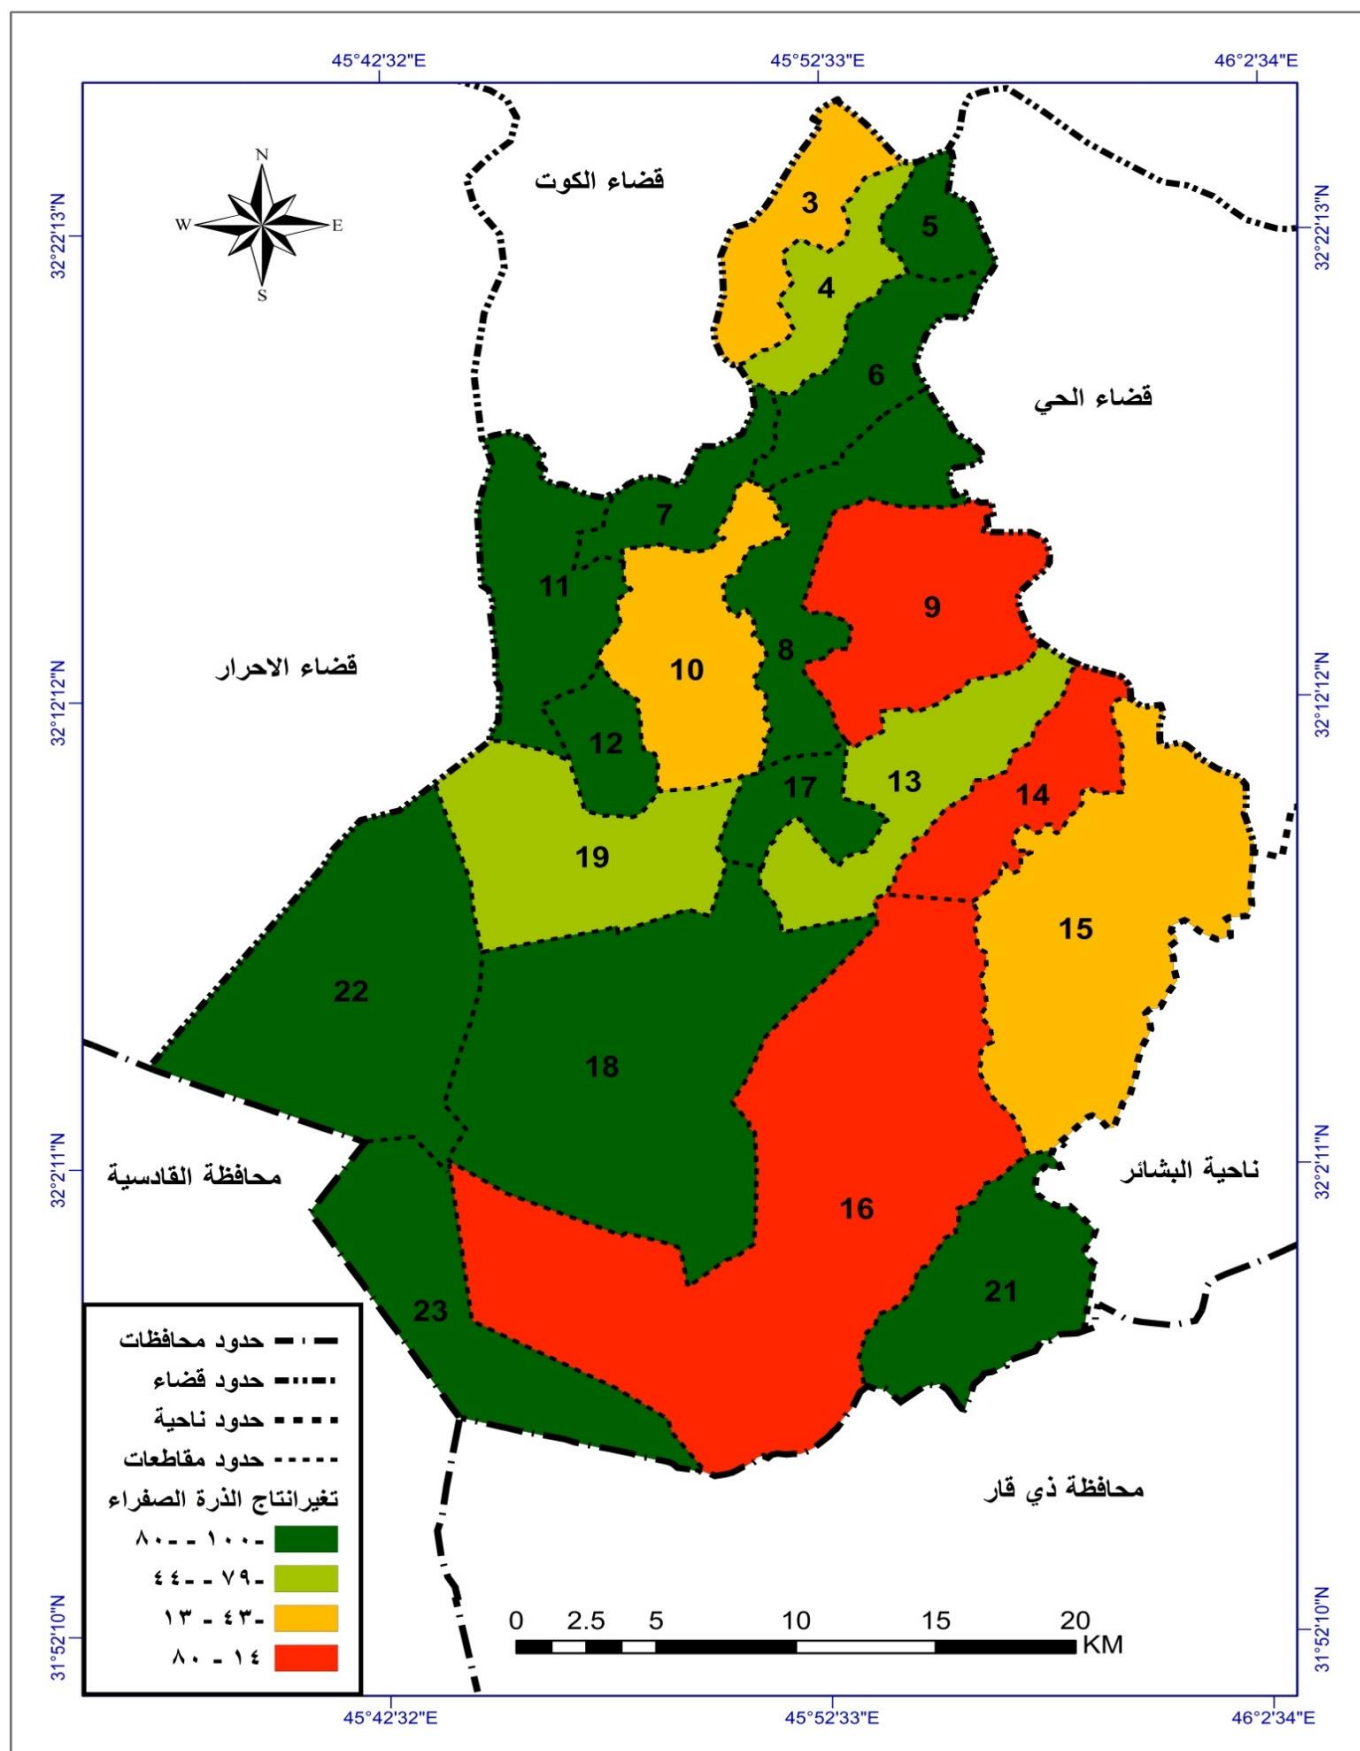 45°42'32"E
45°52'33"E
46°2'34"E
N
W
E
S
32°22'13"N
32°22'13"N
قضاء الكوت
3
5
4
6
قضاء الحي
7
11
9
8
10
قضاء الاحرار
32°12'12"N
32°12'12"N
12
17
13
14
19
15
22
18
محافظة القادسية
32°2'11"N
32°2'11"N
ناحية البشائر
16
21
23
محافظة ذي قار
حدود محافظات
حدود قضاء
حدود ناحية
حدود مقاطعات
تغيرانتاج الذرة الصفراء
-١٠٠ - -٨٠
-٧٩ - -٤٤
-٤٣ - ١٣
١٤ - ٨٠
0 2.5 5 10 15 20
KM
31°52'10"N
31°52'10"N
45°42'32"E
45°52'33"E
46°2'34"E